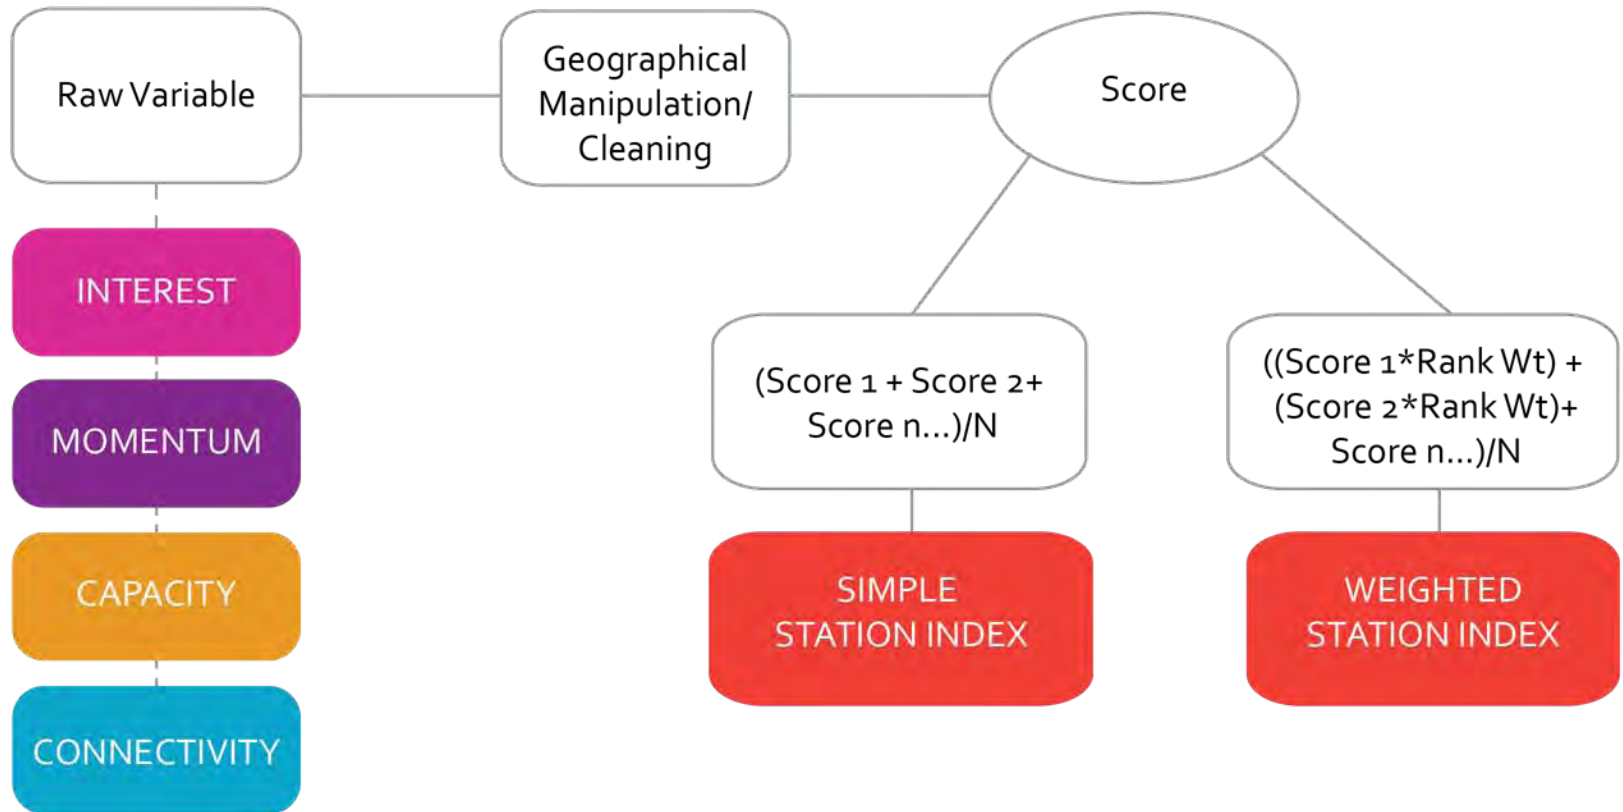 Raw Variable
Geographical
Manipulation/
Cleaning
Score
INTEREST
MOMENTUM
CAPACITY
CONNECTIVITY
(Score 1 + Score 2+
Score n...)/N
((Score 1*Rank Wt) +
(Score 2*Rank Wt)+
Score n...)/N
SIMPLE
STATION INDEX
WEIGHTED
STATION INDEX